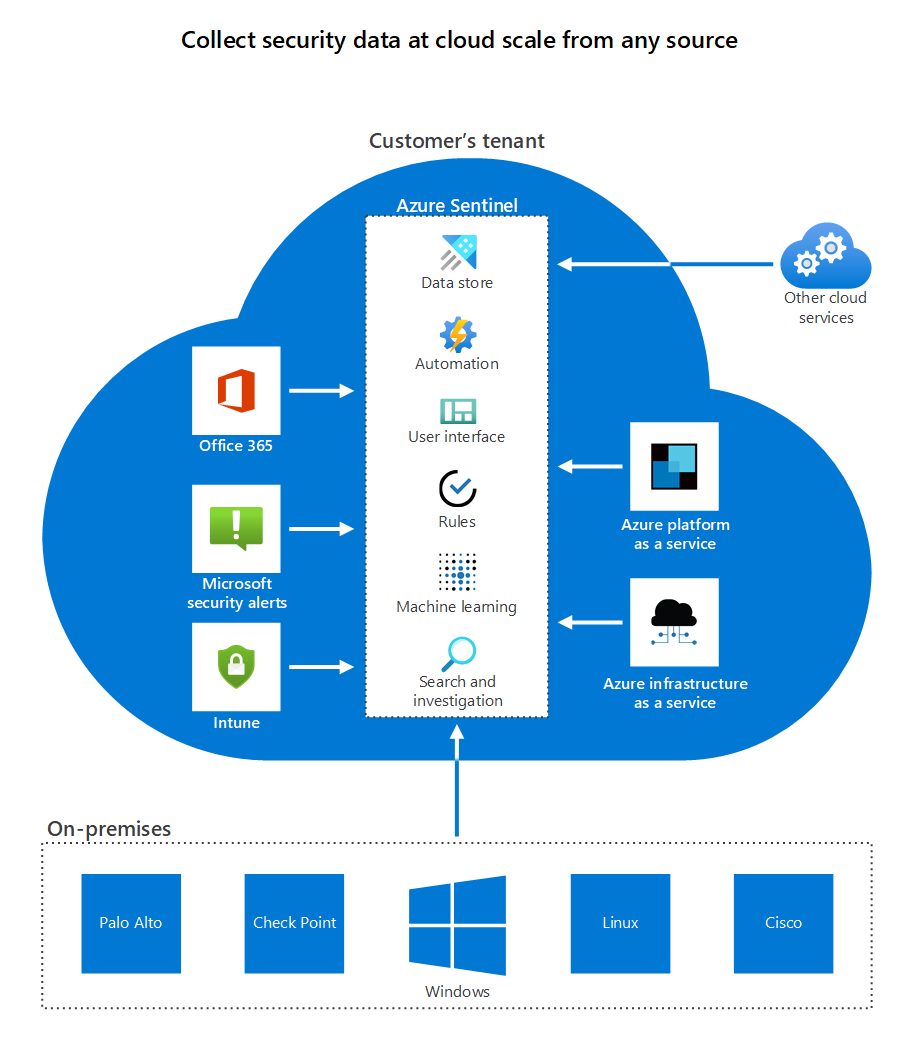 Collect security data at cloud scale from any source
Customer’s tenant
Azure Sentinel
Data store
Automation
User interface
Rules
Machine learning
Search and
investigation
Office 365
Microsoft
security alerts
Intune
Other cloud
services
Azure platform
as a service
Azure infrastructure
as a service
On-premises
Palo Alto
Check Point
Windows
Linux
Cisco